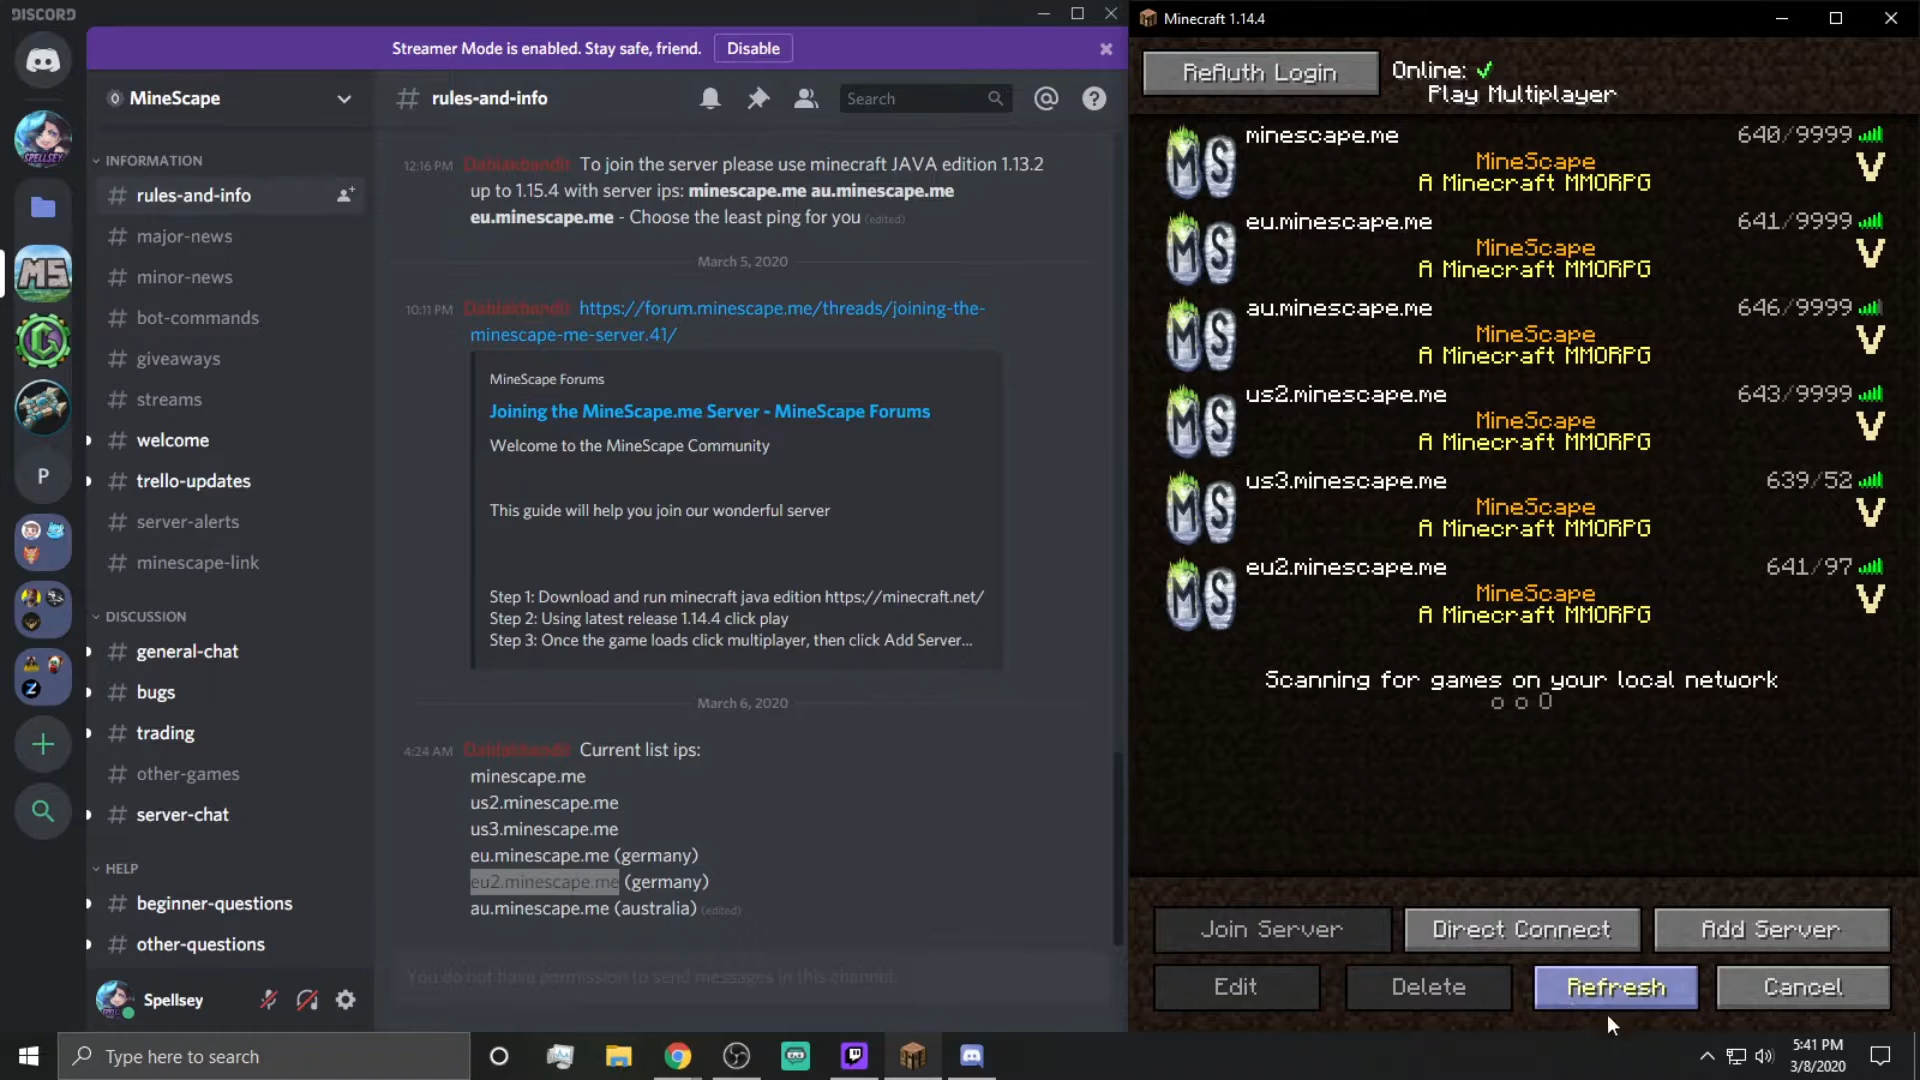 DISCORD
Streamer Mode is enabled. Stay safe, friend.
Disable
MineScape
INFORMATION
# rules-and-info
# major-news
# minor-news
# bot-commands
# giveaways
# streams
# welcome
# trello-updates
# server-alerts
# minescape-link
DISCUSSION
# general-chat
# bugs
# trading
# other-games
# server-chat
HELP
# beginner-questions
# other-questions
Spellsey
SPELLSEY
MS
P
# rules-and-info
Search
12:16 PM To join the server please use minecraft JAVA edition 1.13.2
up to 1.15.4 with server ips: minescape.me au.minescape.me
eu.minescape.me - Choose the least ping for you (edited)
March 5, 2020
10:11 PM https://forum.minescape.me/threads/joining-the-
minescape-me-server.41/
MineScape Forums
Joining the MineScape.me Server - MineScape Forums
Welcome to the MineScape Community
This guide will help you join our wonderful server
Step 1: Download and run minecraft java edition https://minecraft.net/
Step 2: Using latest release 1.14.4 click play
Step 3: Once the game loads click multiplayer, then click Add Server...
March 6, 2020
4:24 AM Current list ips:
minescape.me
us2.minescape.me
us3.minescape.me
eu.minescape.me (germany)
eu2.minescape.me (germany)
au.minescape.me (australia) (edited)
You do not have permission to send messages in this channel.
Minecraft 1.14.4
ReAuth Login
Online: ✓
Play Multiplayer
minescape.me 640/9999
MineScape
A Minecraft MMORPG
eu.minescape.me 641/9999
MineScape
A Minecraft MMORPG
au.minescape.me 646/9999
MineScape
A Minecraft MMORPG
us2.minescape.me 643/9999
MineScape
A Minecraft MMORPG
us3.minescape.me 639/52
MineScape
A Minecraft MMORPG
eu2.minescape.me 641/97
MineScape
A Minecraft MMORPG
Scanning for games on your local network
o o O
Join Server
Direct Connect
Add Server
Edit
Delete
Refresh
Cancel
Type here to search
5:41 PM
3/8/2020